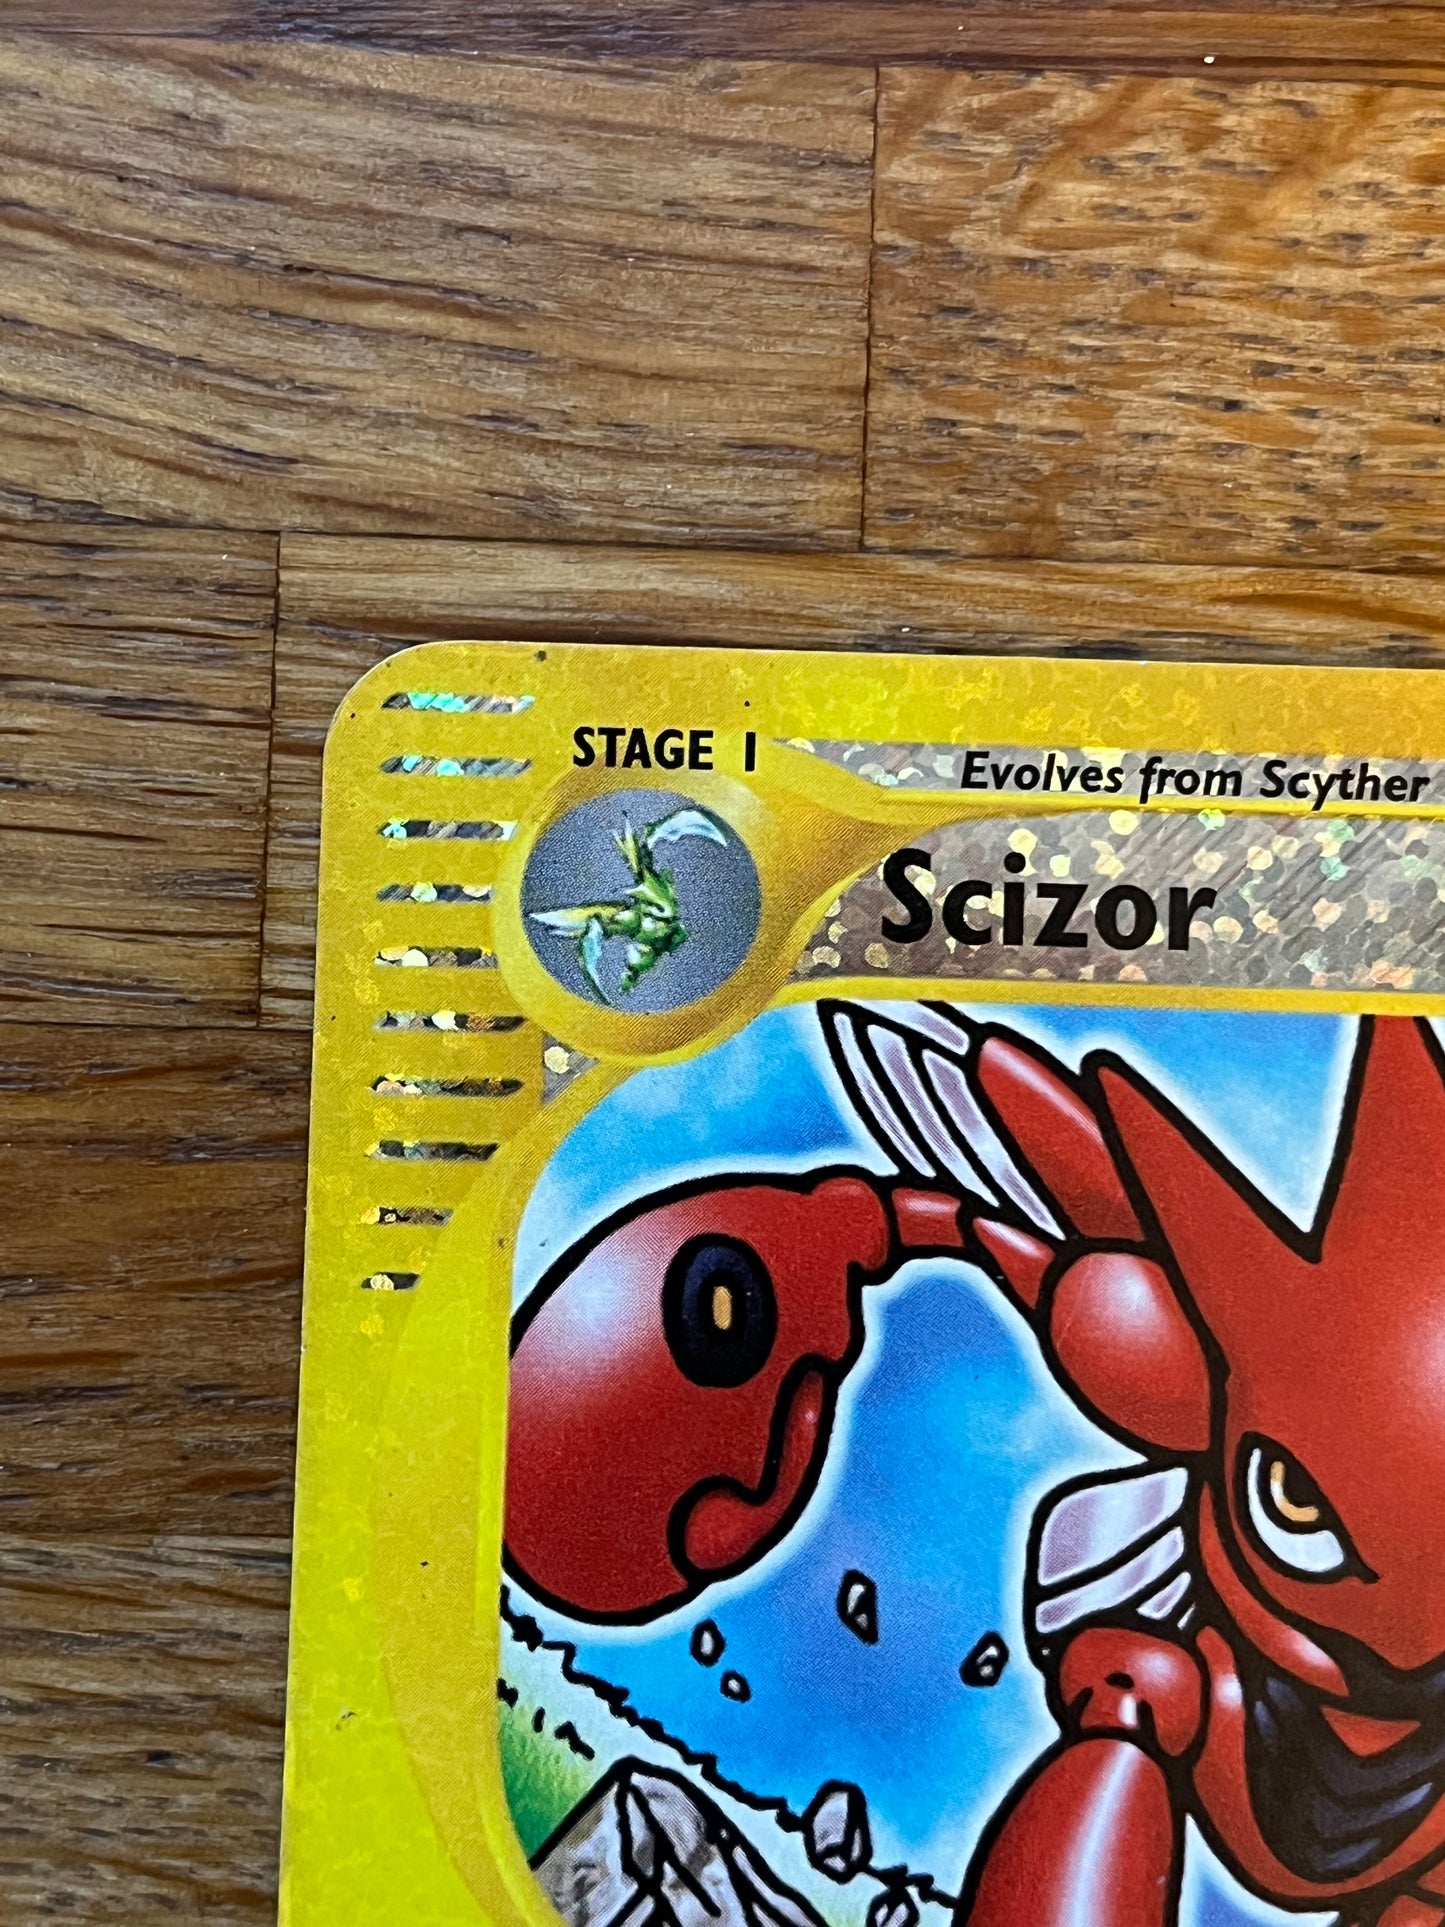 STAGE 1
Evolves from Scyther
Scizor